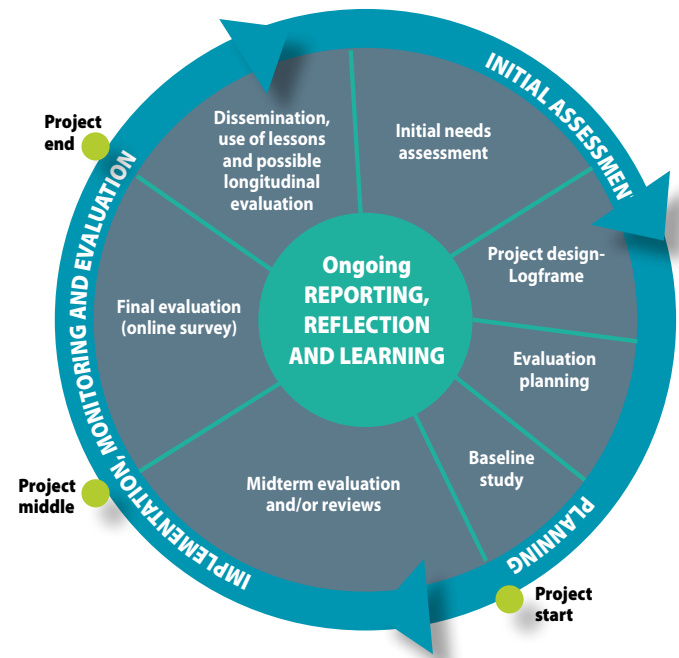 INITIAL ASSESSMENT
Initial needs
assessment
Project design-
Logframe
Evaluation
planning
Baseline
study
PLANNING
Project
start
Midterm evaluation
and/or reviews
Project
middle
IMPLEMENTATION, MONITORING AND EVALUATION
Final evaluation
(online survey)
Project
end
Dissemination,
use of lessons
and possible
longitudinal
evaluation
Ongoing
REPORTING,
REFLECTION
AND LEARNING